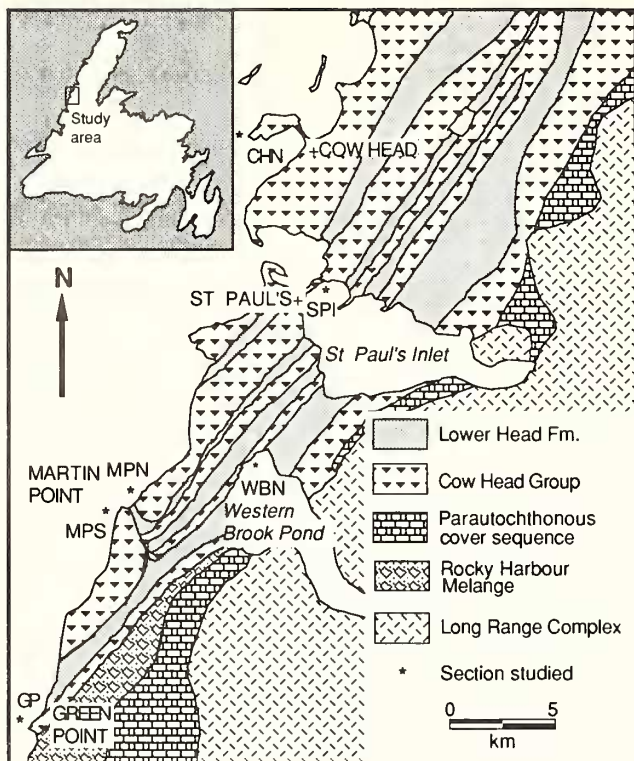 Study
area
CHN
+COW HEAD
N
ST PAUL'S+
SPI
St Paul's Inlet
MARTIN
POINT
MPN
MPS
WBN
Western
Brook Pond
GP
GREEN
POINT
Lower Head Fm.
Cow Head Group
Parautochthonous
cover sequence
Rocky Harbour
Melange
Long Range Complex
* Section studied
0 5
km